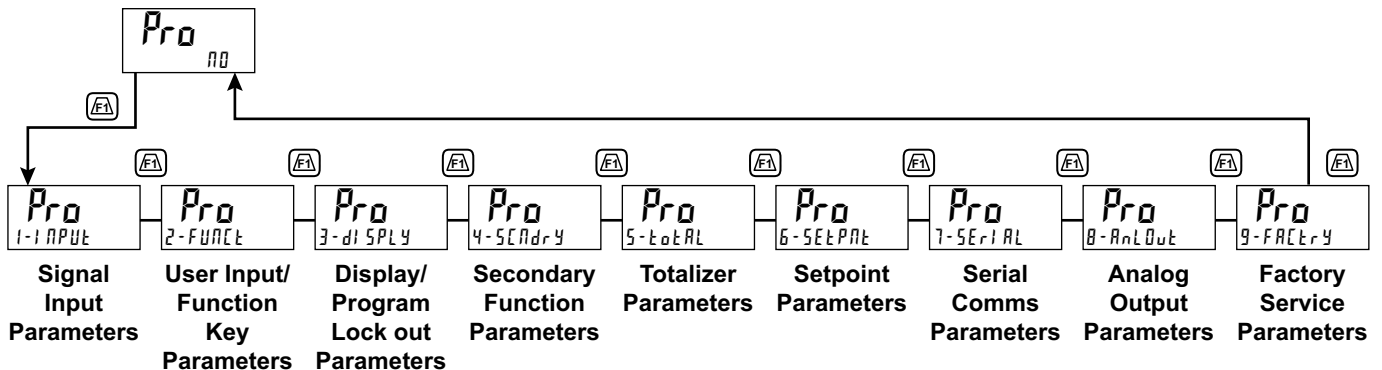 Pro
NO
F1
F1 F1 F1 F1 F1 F1 F1 F1 F1
Pro Pro Pro Pro Pro Pro Pro Pro Pro
1-INPUt 2-FUNCt 3-dISPLY 4-SCNdrY 5-totAL 6-SEtPNt 7-SErIAL 8-AnLOut 9-FACtrY
Signal
Input
Parameters
User Input/
Function
Key
Parameters
Display/
Program
Lock out
Parameters
Secondary
Function
Parameters
Totalizer
Parameters
Setpoint
Parameters
Serial
Comms
Parameters
Analog
Output
Parameters
Factory
Service
Parameters